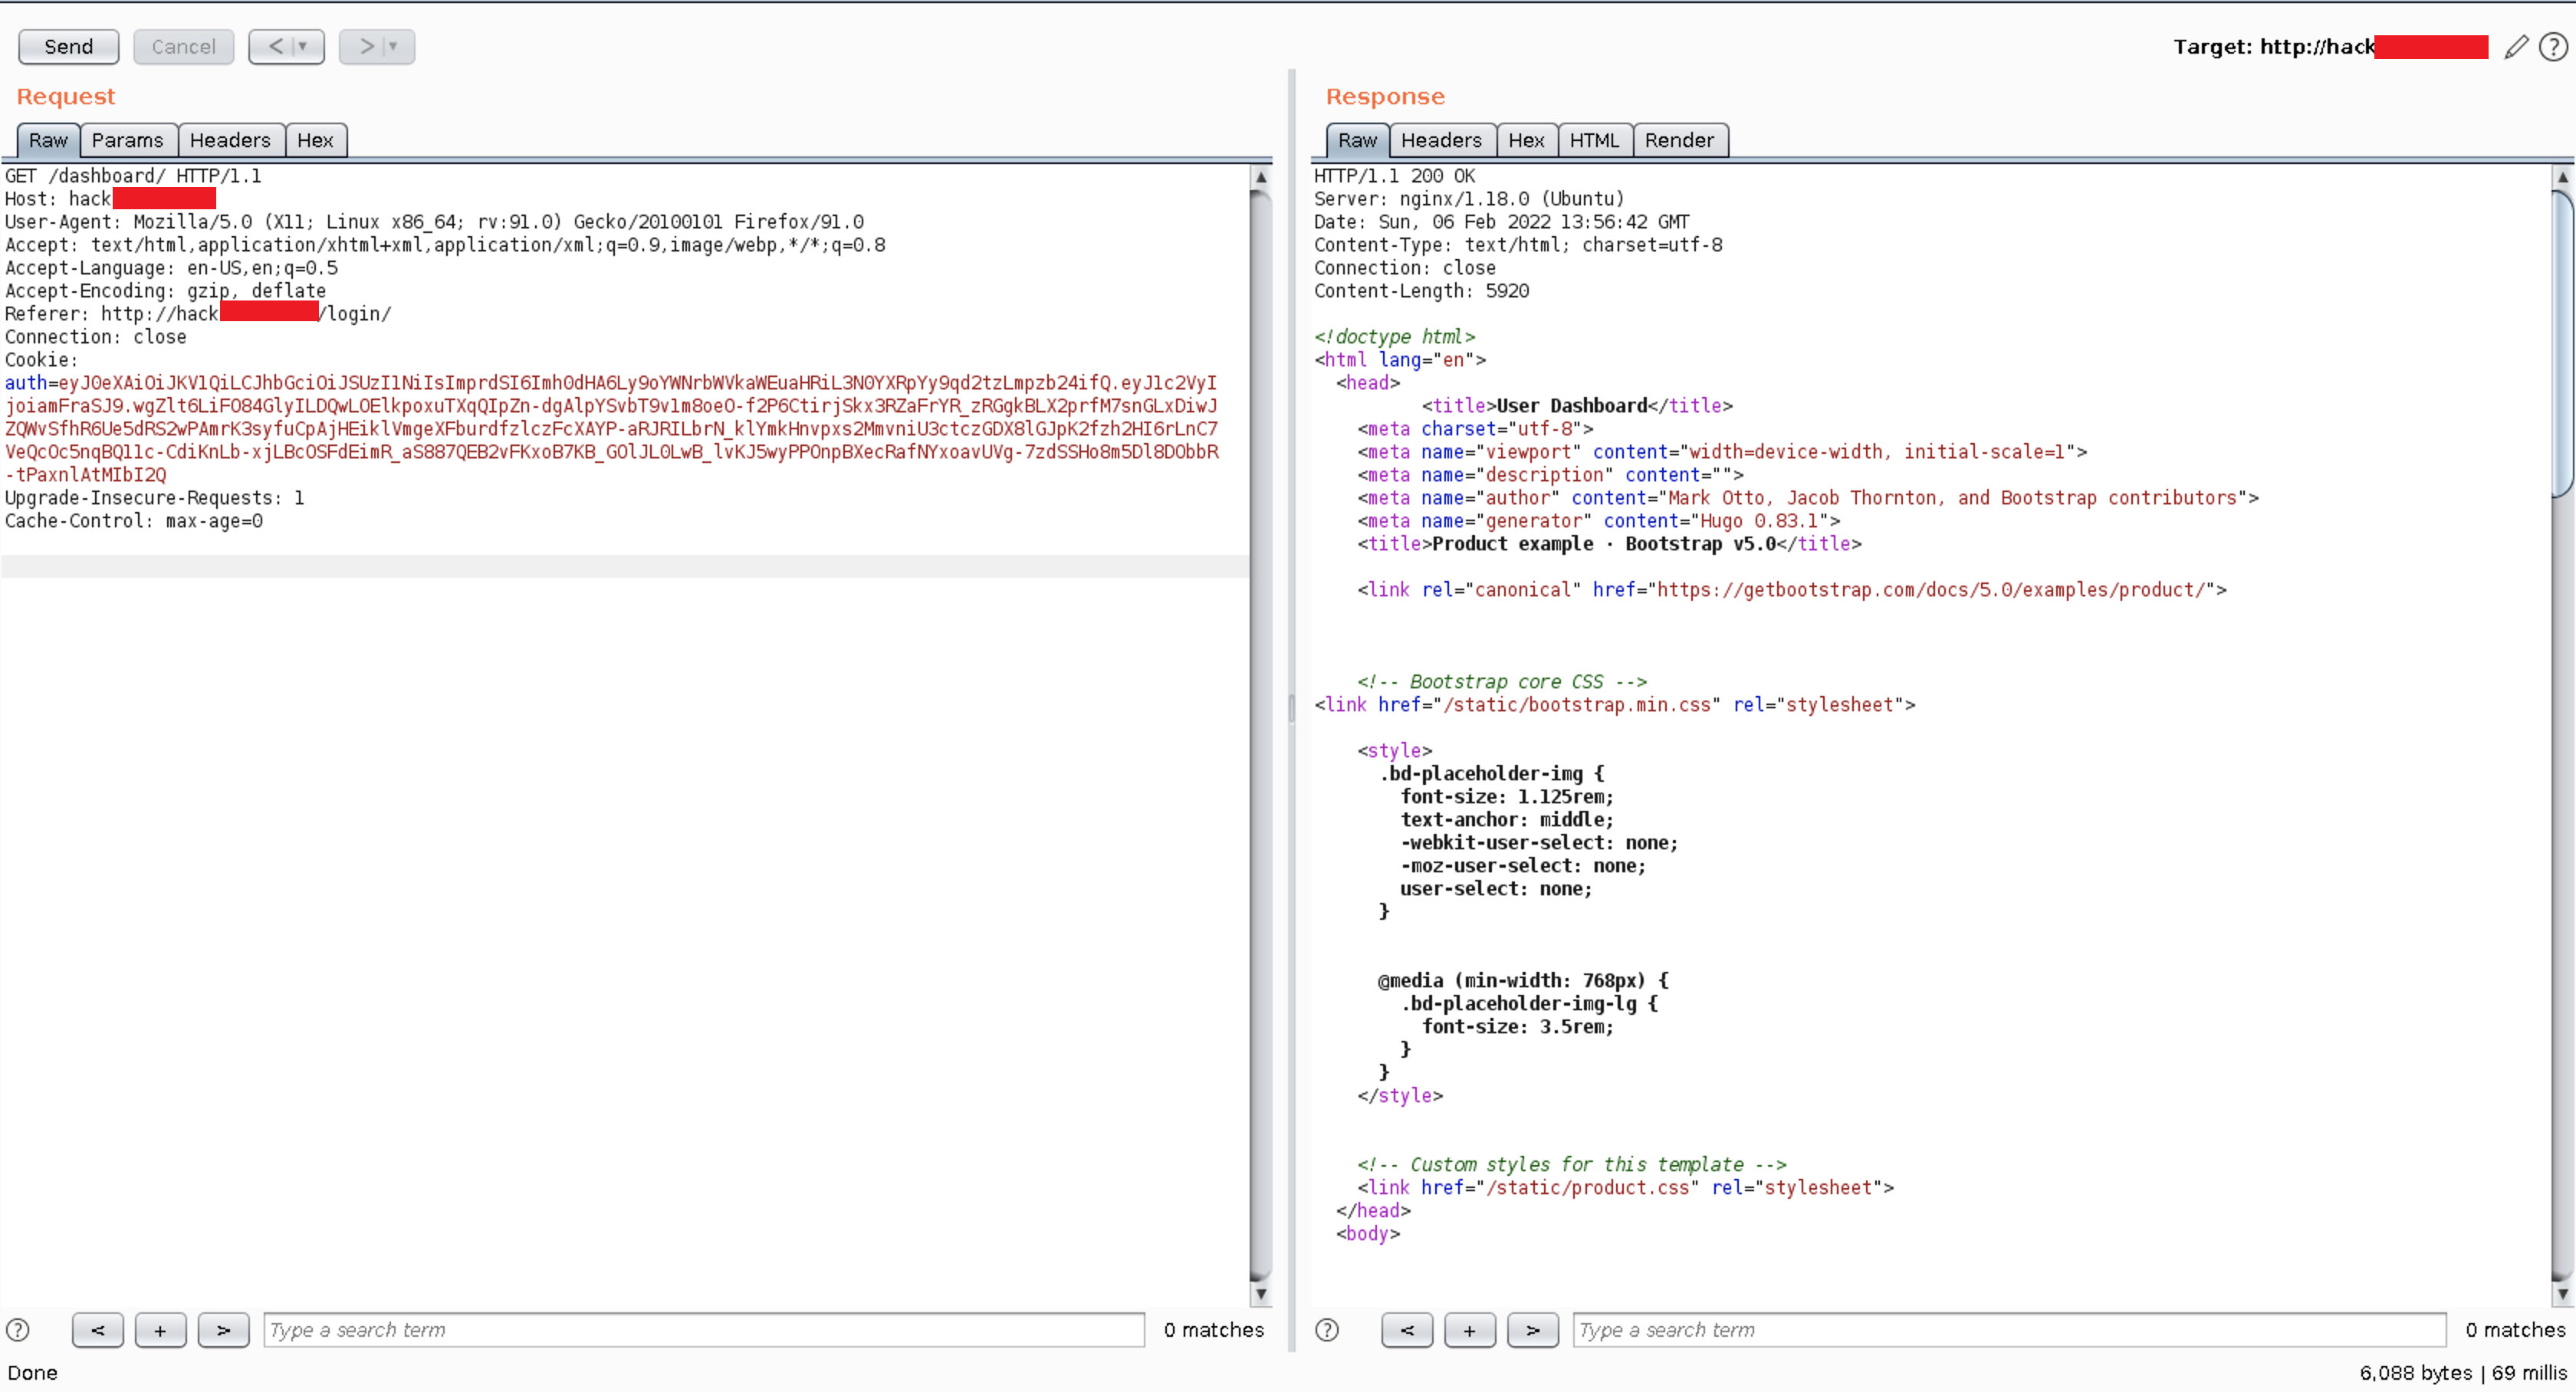 Send Cancel < > Target: http://hack
Request
Raw Params Headers Hex
GET /dashboard/ HTTP/1.1
Host: hack
User-Agent: Mozilla/5.0 (X11; Linux x86_64; rv:91.0) Gecko/20100101 Firefox/91.0
Accept: text/html,application/xhtml+xml,application/xml;q=0.9,image/webp,*/*;q=0.8
Accept-Language: en-US,en;q=0.5
Accept-Encoding: gzip, deflate
Referer: http://hack /login/
Connection: close
Cookie:
auth=eyJ0eXAiOiJKV1QiLCJhbGciOiJSUzI1NiIsImprdSI6Imh0dHA6Ly9oYWNrbWVkaWEuaHRiL3N0YXRpYy9qd2tzLmpzb24ifQ.eyJ1c2VyI
joiamFraSJ9.wgZlt6LiFO84GlyILDQwLOElkpoxuTXqQIpZn-dgAlpYSvbT9v1m8oeO-f2P6CtirjSkx3RZaFrYR_zRGgkBLX2prfM7snGLxDiwJ
ZQWvSfhR6Ue5dRS2wPAmrK3syfuCpAjHEiklVmgeXFburdfzlczFcXAYP-aRJRILbrN_klYmkHnvpxs2MmvniU3ctczGDX8lGJpK2fzh2HI6rLnC7
VeQcOc5nqBQ1lc-CdiKnLb-xjLBcOSFdEimR_aS887QEB2vFKxoB7KB_GOlJL0LwB_lvKJ5wyPPOnpBXecRafNYxoavUVg-7zdSSHo8m5Dl8DObbR
-tPaxnlAtMIbI2Q
Upgrade-Insecure-Requests: 1
Cache-Control: max-age=0
Type a search term 0 matches
Done
Response
Raw Headers Hex HTML Render
HTTP/1.1 200 OK
Server: nginx/1.18.0 (Ubuntu)
Date: Sun, 06 Feb 2022 13:56:42 GMT
Content-Type: text/html; charset=utf-8
Connection: close
Content-Length: 5920
<!doctype html>
<html lang="en">
<head>
<title>User Dashboard</title>
<meta charset="utf-8">
<meta name="viewport" content="width=device-width, initial-scale=1">
<meta name="description" content="">
<meta name="author" content="Mark Otto, Jacob Thornton, and Bootstrap contributors">
<meta name="generator" content="Hugo 0.83.1">
<title>Product example · Bootstrap v5.0</title>
<link rel="canonical" href="https://getbootstrap.com/docs/5.0/examples/product/">
<!-- Bootstrap core CSS -->
<link href="/static/bootstrap.min.css" rel="stylesheet">
<style>
.bd-placeholder-img {
font-size: 1.125rem;
text-anchor: middle;
-webkit-user-select: none;
-moz-user-select: none;
user-select: none;
}
@media (min-width: 768px) {
.bd-placeholder-img-lg {
font-size: 3.5rem;
}
}
</style>
<!-- Custom styles for this template -->
<link href="/static/product.css" rel="stylesheet">
</head>
<body>
Type a search term 0 matches
6,088 bytes | 69 millis